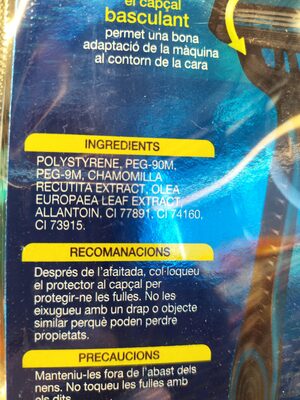 el capçal
basculant
permet una bona
adaptació de la màquina
al contorn de la cara
INGREDIENTS
POLYSTYRENE, PEG-90M,
PEG-9M, CHAMOMILLA
RECUTITA EXTRACT, OLEA
EUROPAEA LEAF EXTRACT,
ALLANTOIN, CI 77891, CI 74160,
CI 73915.
RECOMANACIONS
Després de l'afaitada, col·loqueu
el protector al capçal per
protegir-ne les fulles. No les
eixugueu amb un drap o objecte
similar perquè poden perdre
propietats.
PRECAUCIONS
Manteniu-les fora de l'abast dels
nens. No toqueu les fulles amb
els dits.